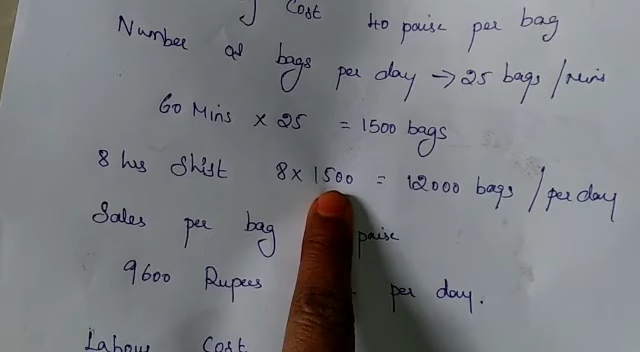 Cost 40 paise per bag
Number of bags per day → 25 bags / Mins
60 Mins × 25 = 1500 bags
8 hrs Shift 8 × 1500 = 12000 bags / per day
Sales per bag paise
9600 Rupees per day.
Labour Cost